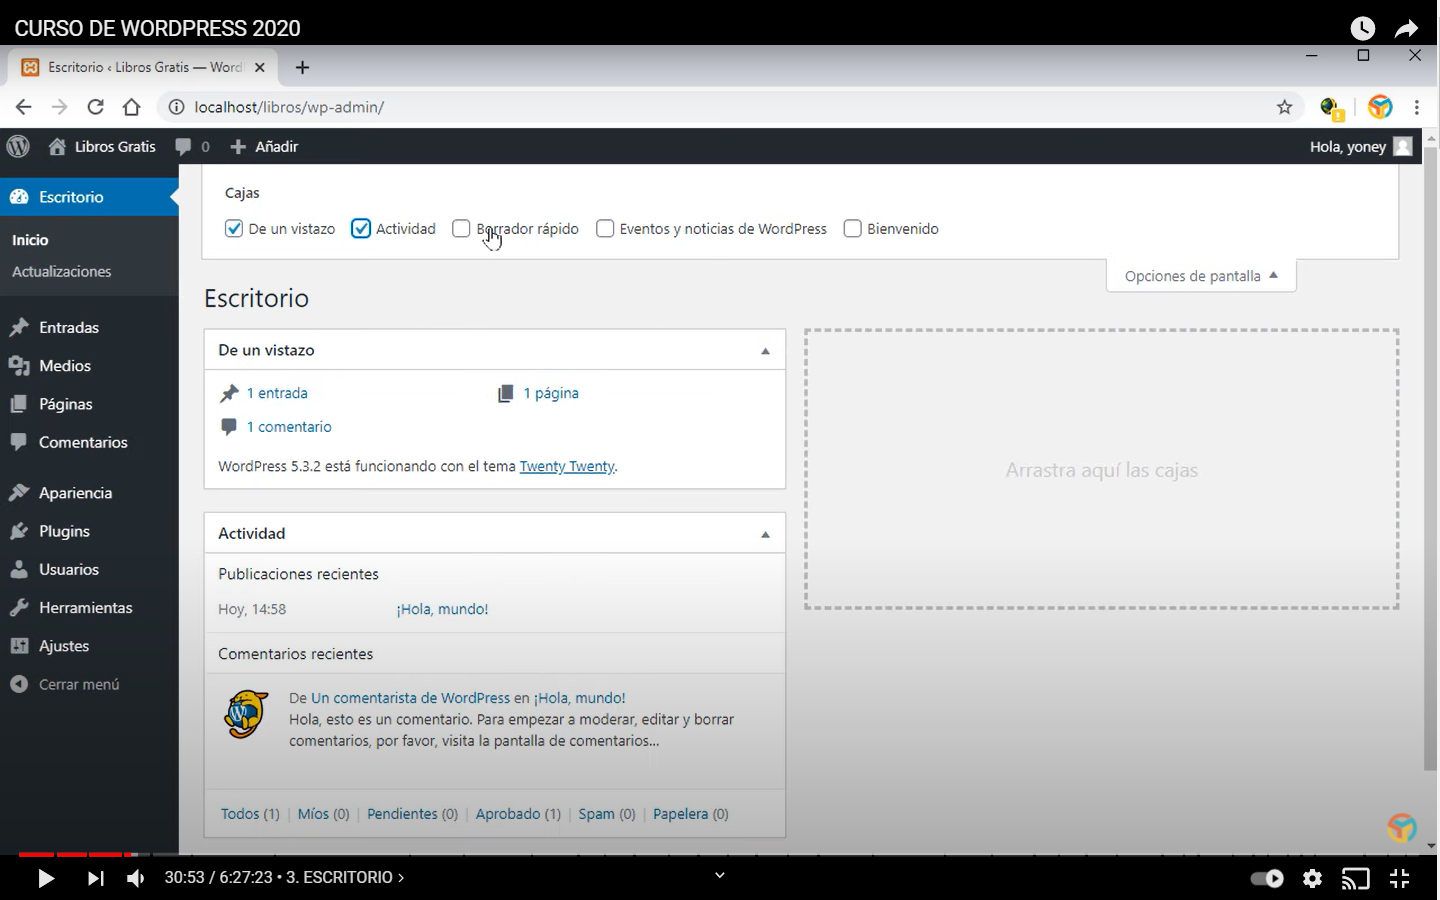 CURSO DE WORDPRESS 2020
Escritorio ‹ Libros Gratis — Word
localhost/libros/wp-admin/
Libros Gratis 0 Añadir Hola, yoney
Escritorio
Inicio
Actualizaciones
Entradas
Medios
Páginas
Comentarios
Apariencia
Plugins
Usuarios
Herramientas
Ajustes
Cerrar menú
Cajas
De un vistazo Actividad Borrador rápido Eventos y noticias de WordPress Bienvenido
Opciones de pantalla
Escritorio
De un vistazo
1 entrada 1 página
1 comentario
WordPress 5.3.2 está funcionando con el tema Twenty Twenty.
Arrastra aquí las cajas
Actividad
Publicaciones recientes
Hoy, 14:58 ¡Hola, mundo!
Comentarios recientes
De Un comentarista de WordPress en ¡Hola, mundo!
Hola, esto es un comentario. Para empezar a moderar, editar y borrar
comentarios, por favor, visita la pantalla de comentarios...
Todos (1) | Míos (0) | Pendientes (0) | Aprobado (1) | Spam (0) | Papelera (0)
30:53 / 6:27:23 • 3. ESCRITORIO >